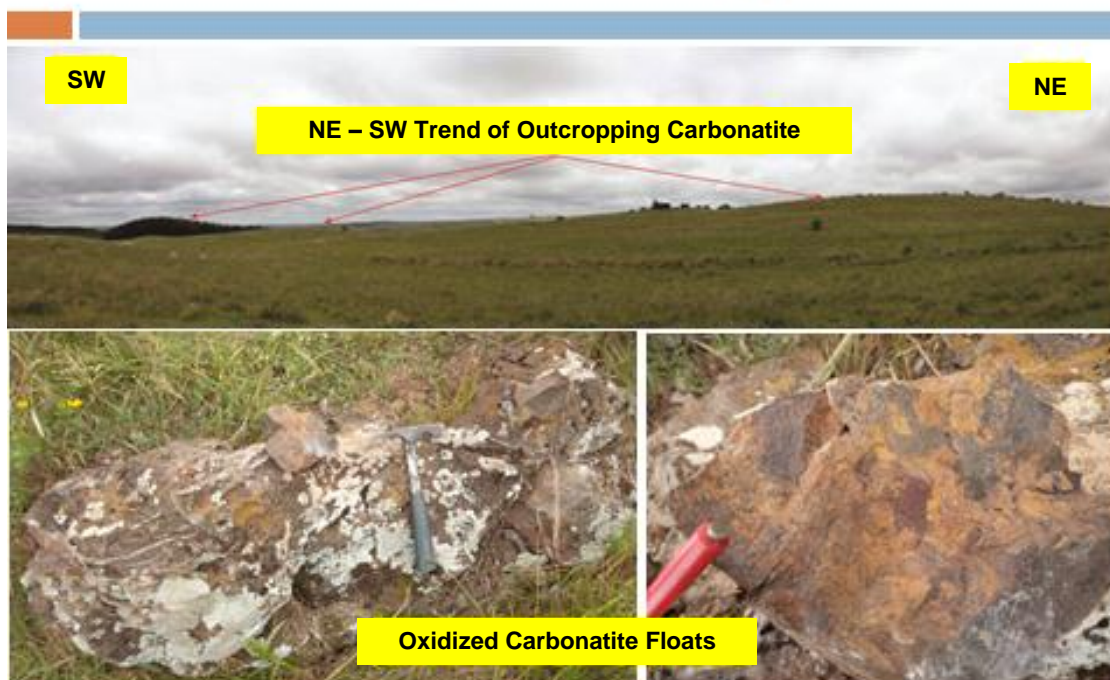 SW
NE
NE – SW Trend of Outcropping Carbonatite
Oxidized Carbonatite Floats